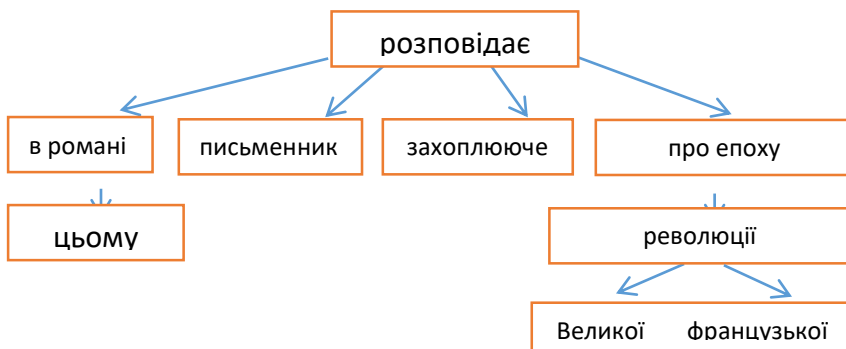 розповідає
в романі
письменник
захоплююче
про епоху
цьому
революції
Великої французької